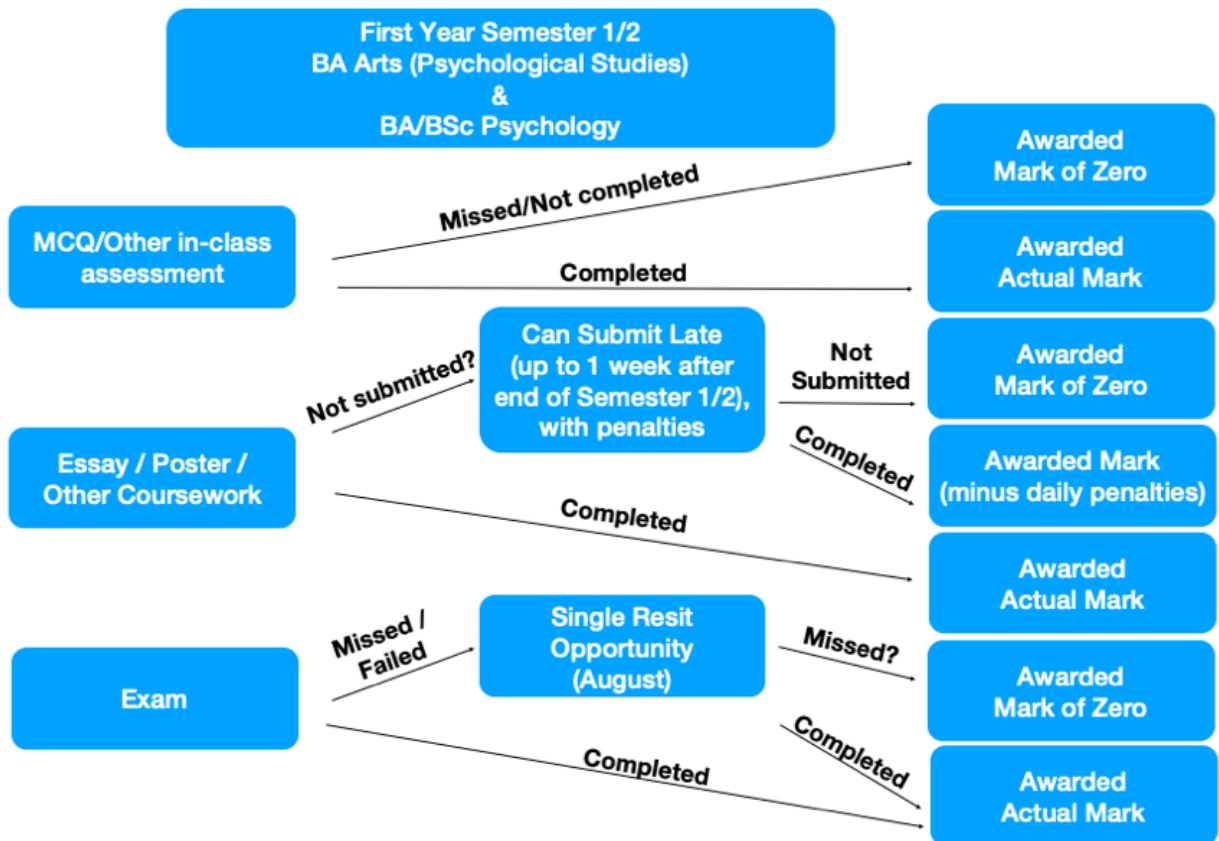 First Year Semester 1/2
BA Arts (Psychological Studies)
&
BA/BSc Psychology
MCQ/Other in-class
assessment
Missed/Not completed
Awarded
Mark of Zero
Completed
Awarded
Actual Mark
Essay / Poster /
Other Coursework
Not submitted?
Can Submit Late
(up to 1 week after
end of Semester 1/2),
with penalties
Not
Submitted
Awarded
Mark of Zero
Completed
Awarded Mark
(minus daily penalties)
Completed
Awarded
Actual Mark
Exam
Missed /
Failed
Single Resit
Opportunity
(August)
Missed?
Awarded
Mark of Zero
Completed
Completed
Awarded
Actual Mark